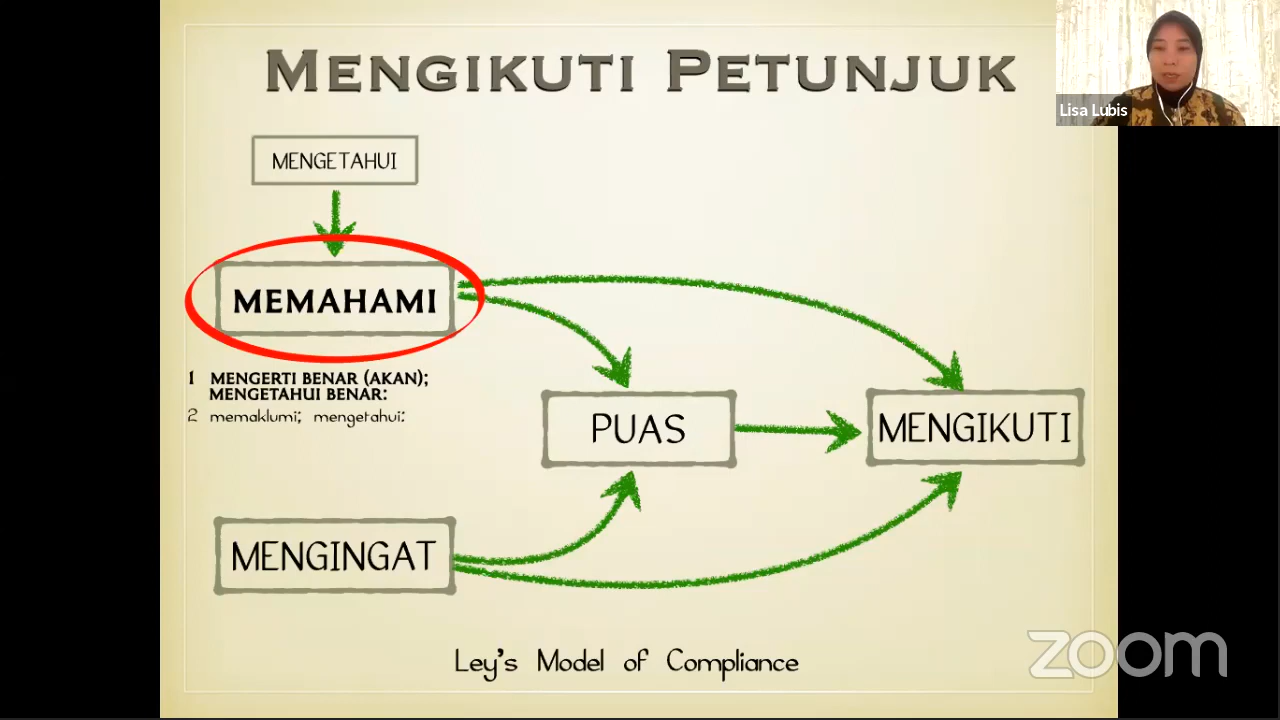 MENGIKUTI PETUNJUK
Lisa Lubis
MENGETAHUI
MEMAHAMI
1 MENGERTI BENAR (AKAN);
MENGETAHUI BENAR:
2 memaklumi; mengetahui:
PUAS
MENGIKUTI
MENGINGAT
Ley's Model of Compliance
zoom